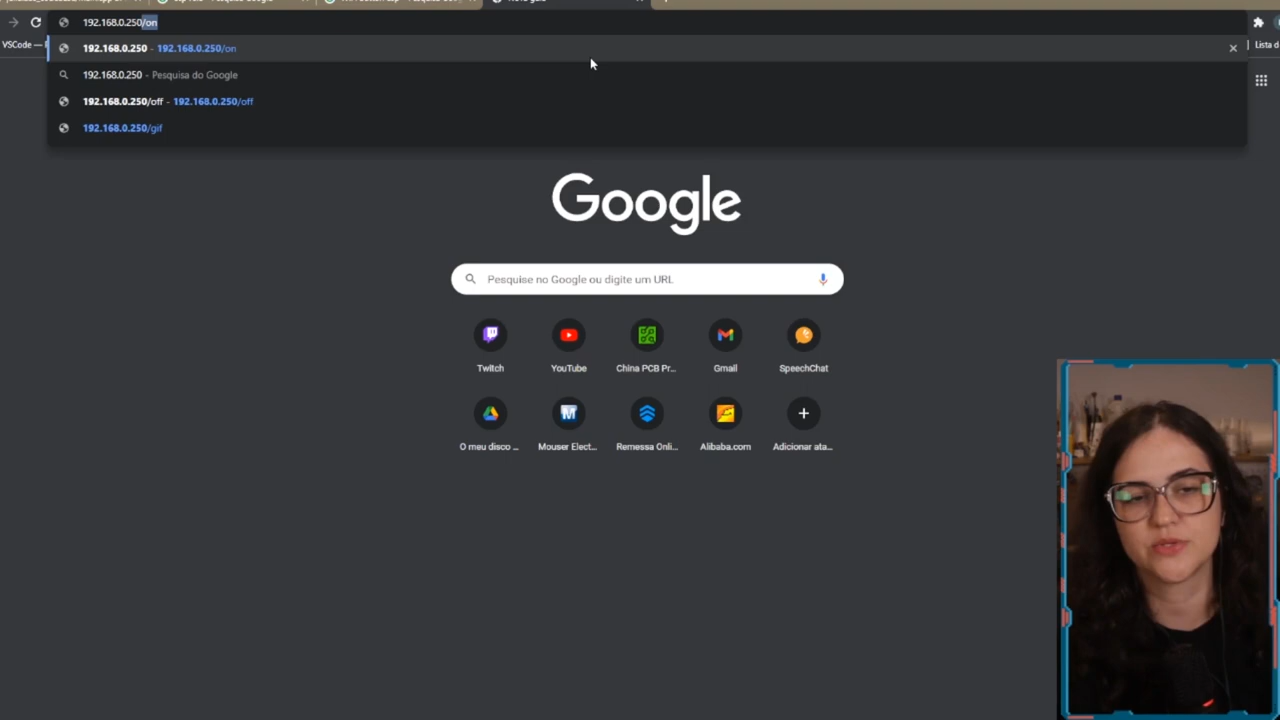 192.168.0.250/on
VSCode —
192.168.0.250 - 192.168.0.250/on
Lista d
192.168.0.250 - Pesquisa do Google
192.168.0.250/off - 192.168.0.250/off
192.168.0.250/gif
Google
Pesquise no Google ou digite um URL
Twitch
YouTube
China PCB Pr...
Gmail
SpeechChat
O meu disco ...
Mouser Elect...
Remessa Onli...
Alibaba.com
Adicionar ata...